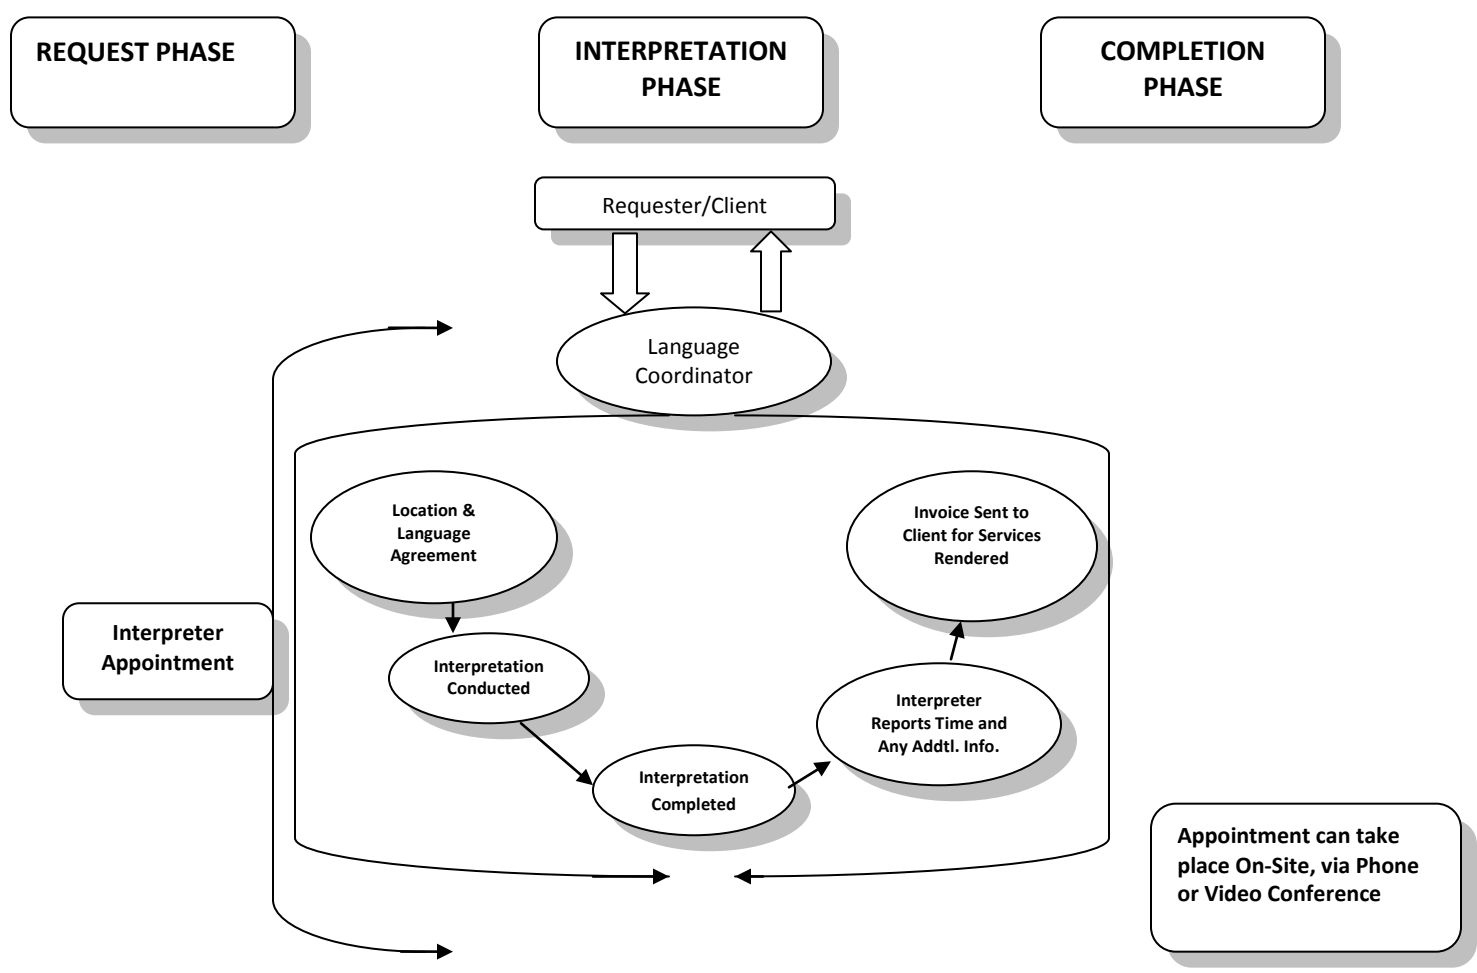 REQUEST PHASE
INTERPRETATION
PHASE
COMPLETION
PHASE
Requester/Client
Language
Coordinator
Location &
Language
Agreement
Invoice Sent to
Client for Services
Rendered
Interpreter
Appointment
Interpretation
Conducted
Interpreter
Reports Time and
Any Addtl. Info.
Interpretation
Completed
Appointment can take
place On-Site, via Phone
or Video Conference